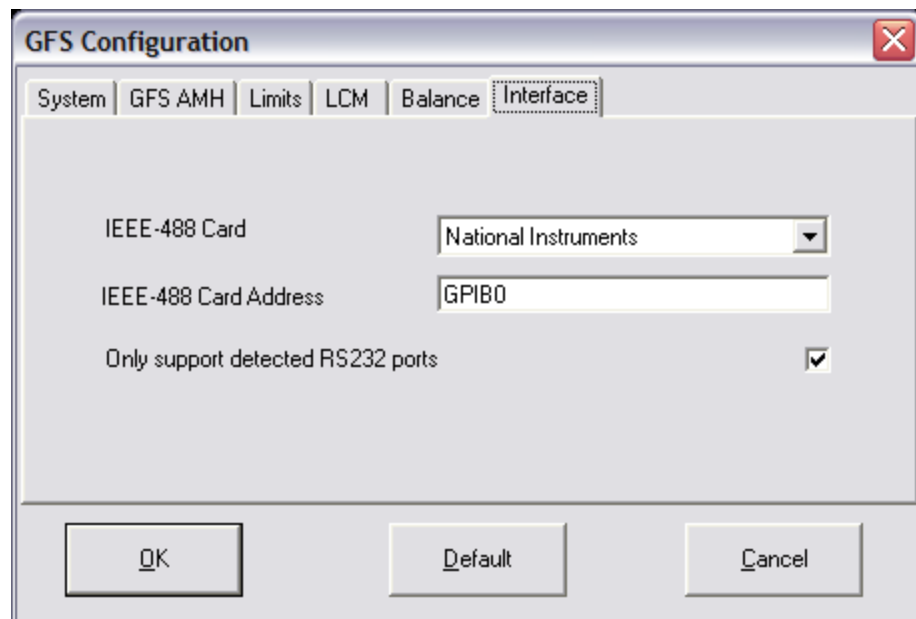 GFS Configuration
System GFS AMH Limits LCM Balance Interface
IEEE-488 Card National Instruments
IEEE-488 Card Address GPIB0
Only support detected RS232 ports
OK Default Cancel